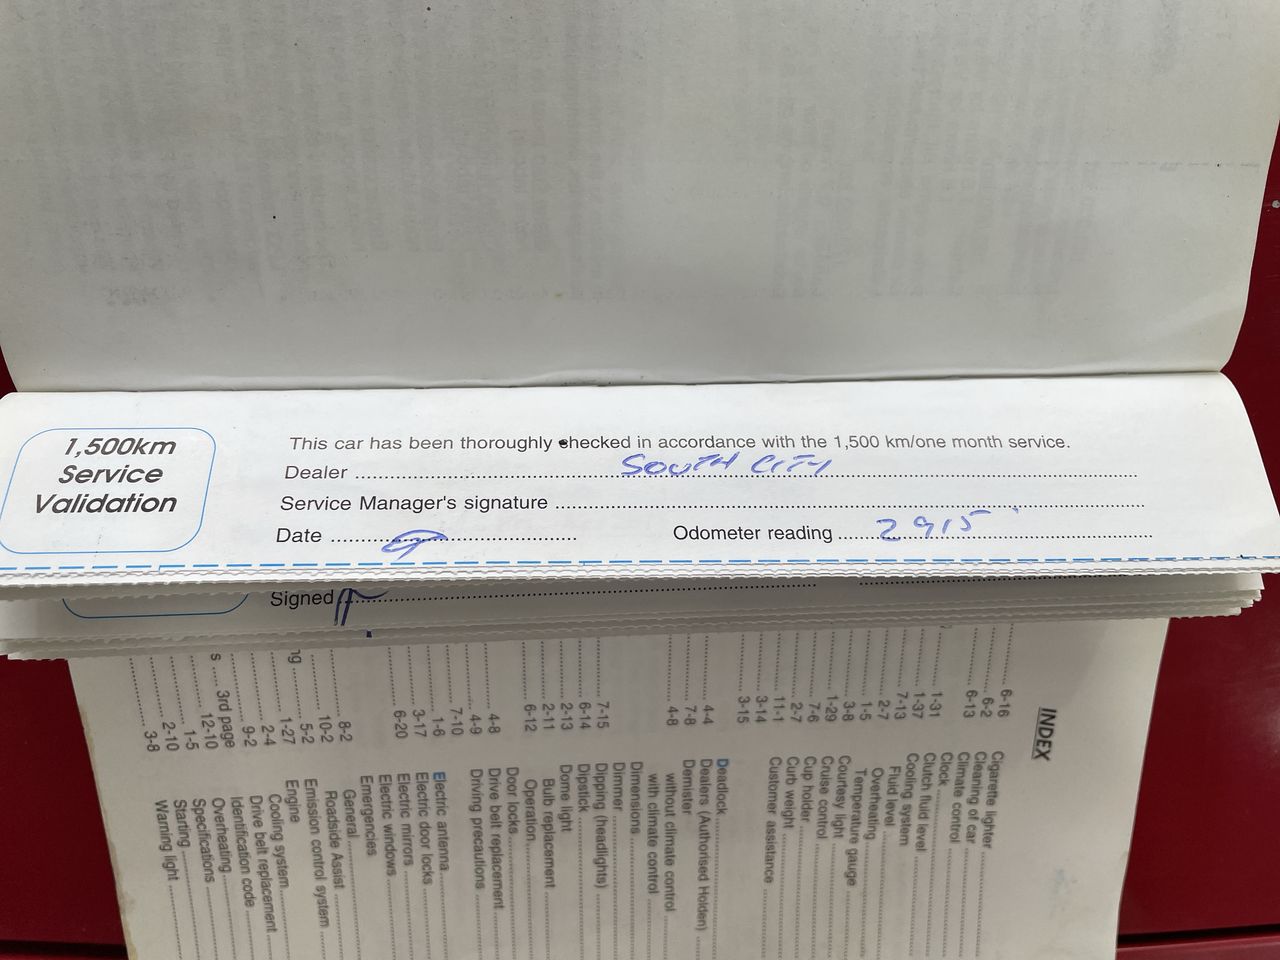 1,500km
Service
Validation
This car has been thoroughly checked in accordance with the 1,500 km/one month service.
Dealer SOUTH CITY
Service Manager's signature
Date
Odometer reading 2915
Signed
INDEX
6-16
6-2
6-13
1-31
1-37
7-13
2-7
1-5
3-8
1-29
7-6
2-7
11-1
3-14
3-15
4-4
7-8
4-8
7-15
6-14
2-13
2-11
6-12
4-8
4-9
7-10
1-6
3-17
6-20
8-2
10-2
5-2
ng 1-27
2-4
9-2
s 3rd page
12-10
1-5
2-10
3-8
Cigarette lighter
Cleaning of car
Climate control
Clock
Clutch fluid level
Cooling system
Fluid level
Overheating
Temperature gauge
Courtesy light
Cruise control
Cup holder
Curb weight
Customer assistance
Deadlock
Dealers (Authorised Holden)
Demister
without climate control
with climate control
Dimensions
Dimmer
Dipping (headlights)
Dipstick
Dome light
Bulb replacement
Operation
Door locks
Drive belt replacement
Driving precautions
Electric antenna
Electric door locks
Electric mirrors
Electric windows
Emergencies
General
Roadside Assist
Emission control system
Engine
Cooling system
Drive belt replacement
Identification code
Overheating
Specifications
Starting
Warning light